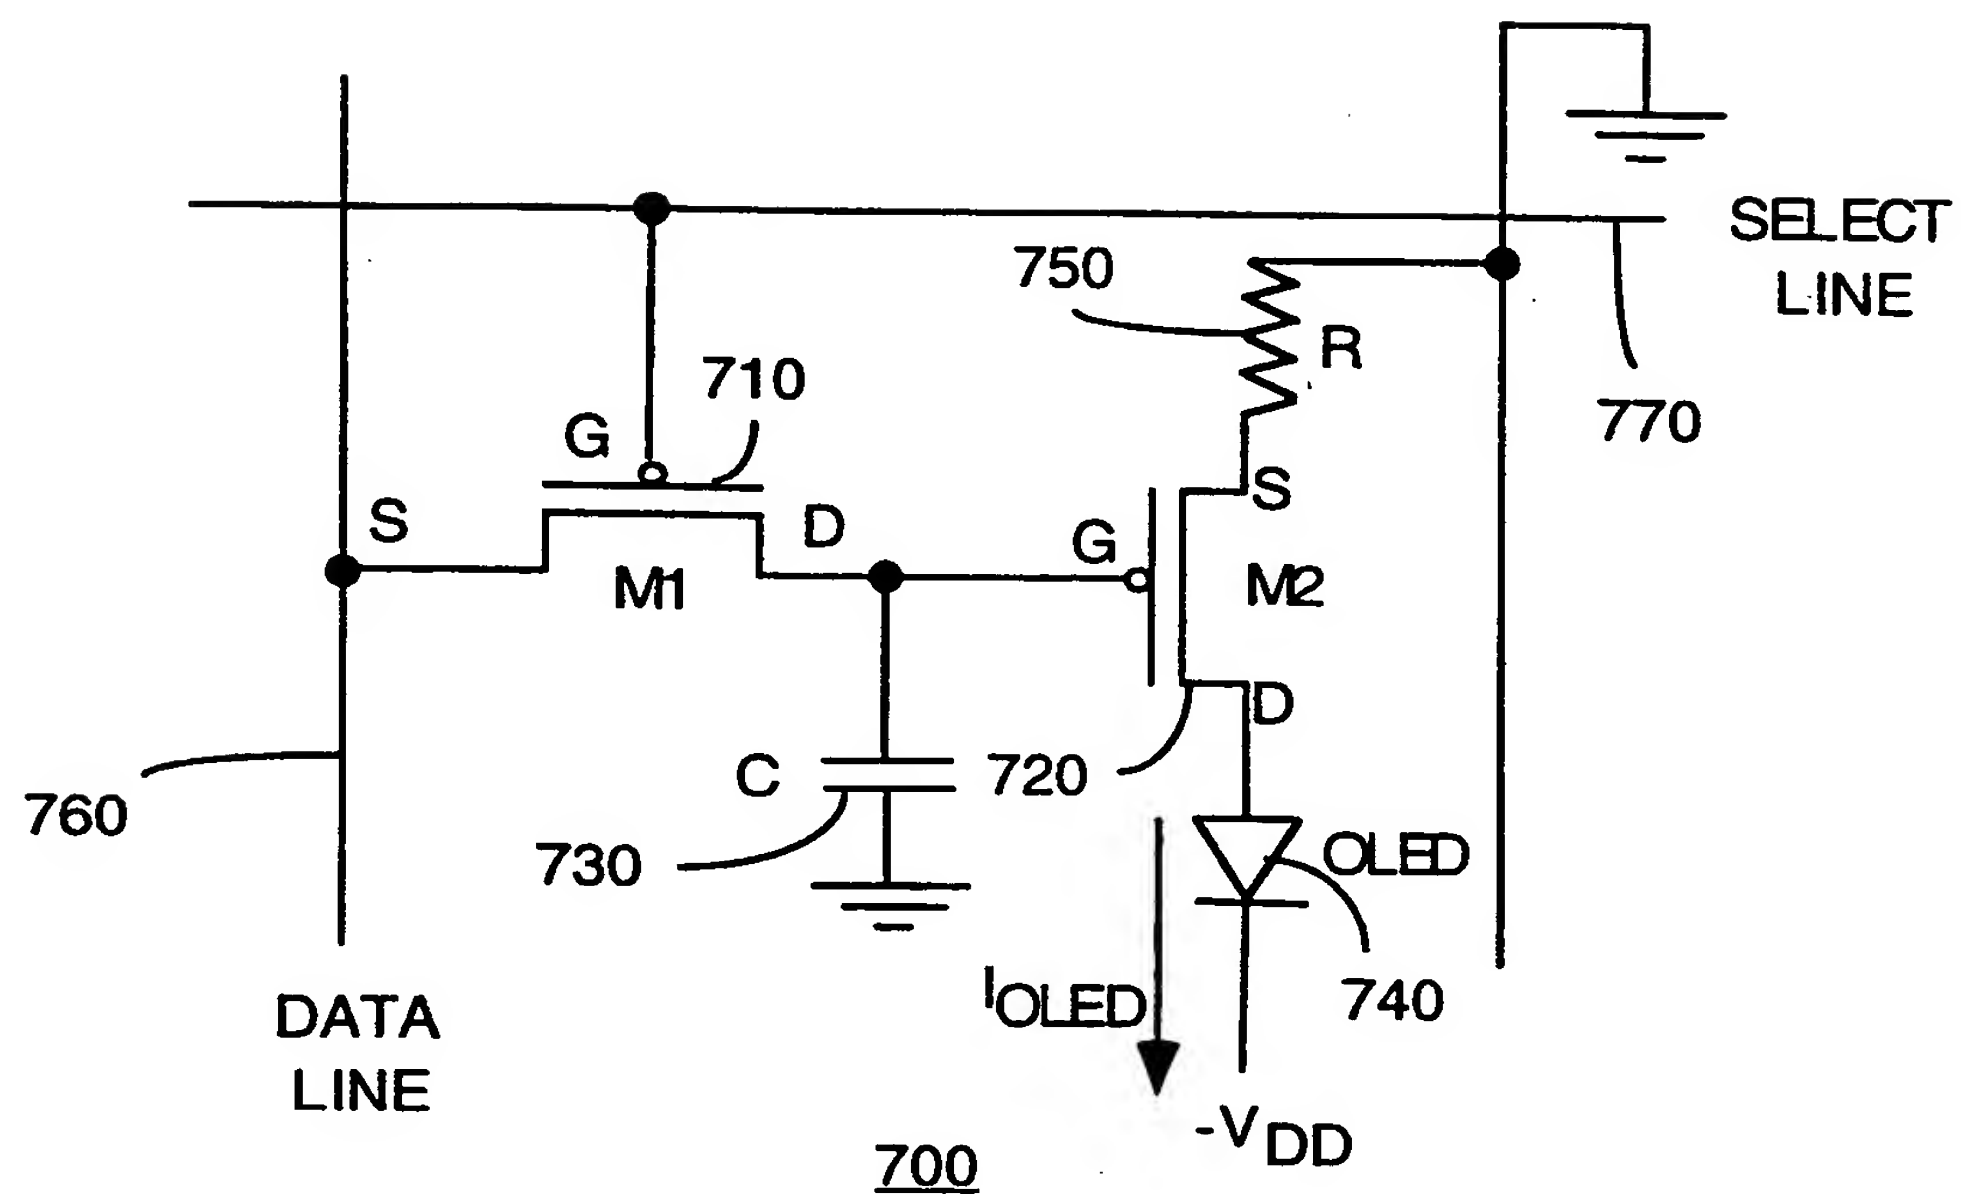 SELECT
LINE
750
R
710
770
G
S
S
D
G
M1
M2
D
C
720
760
730
OLED
IOLED
740
DATA
LINE
-VDD
700